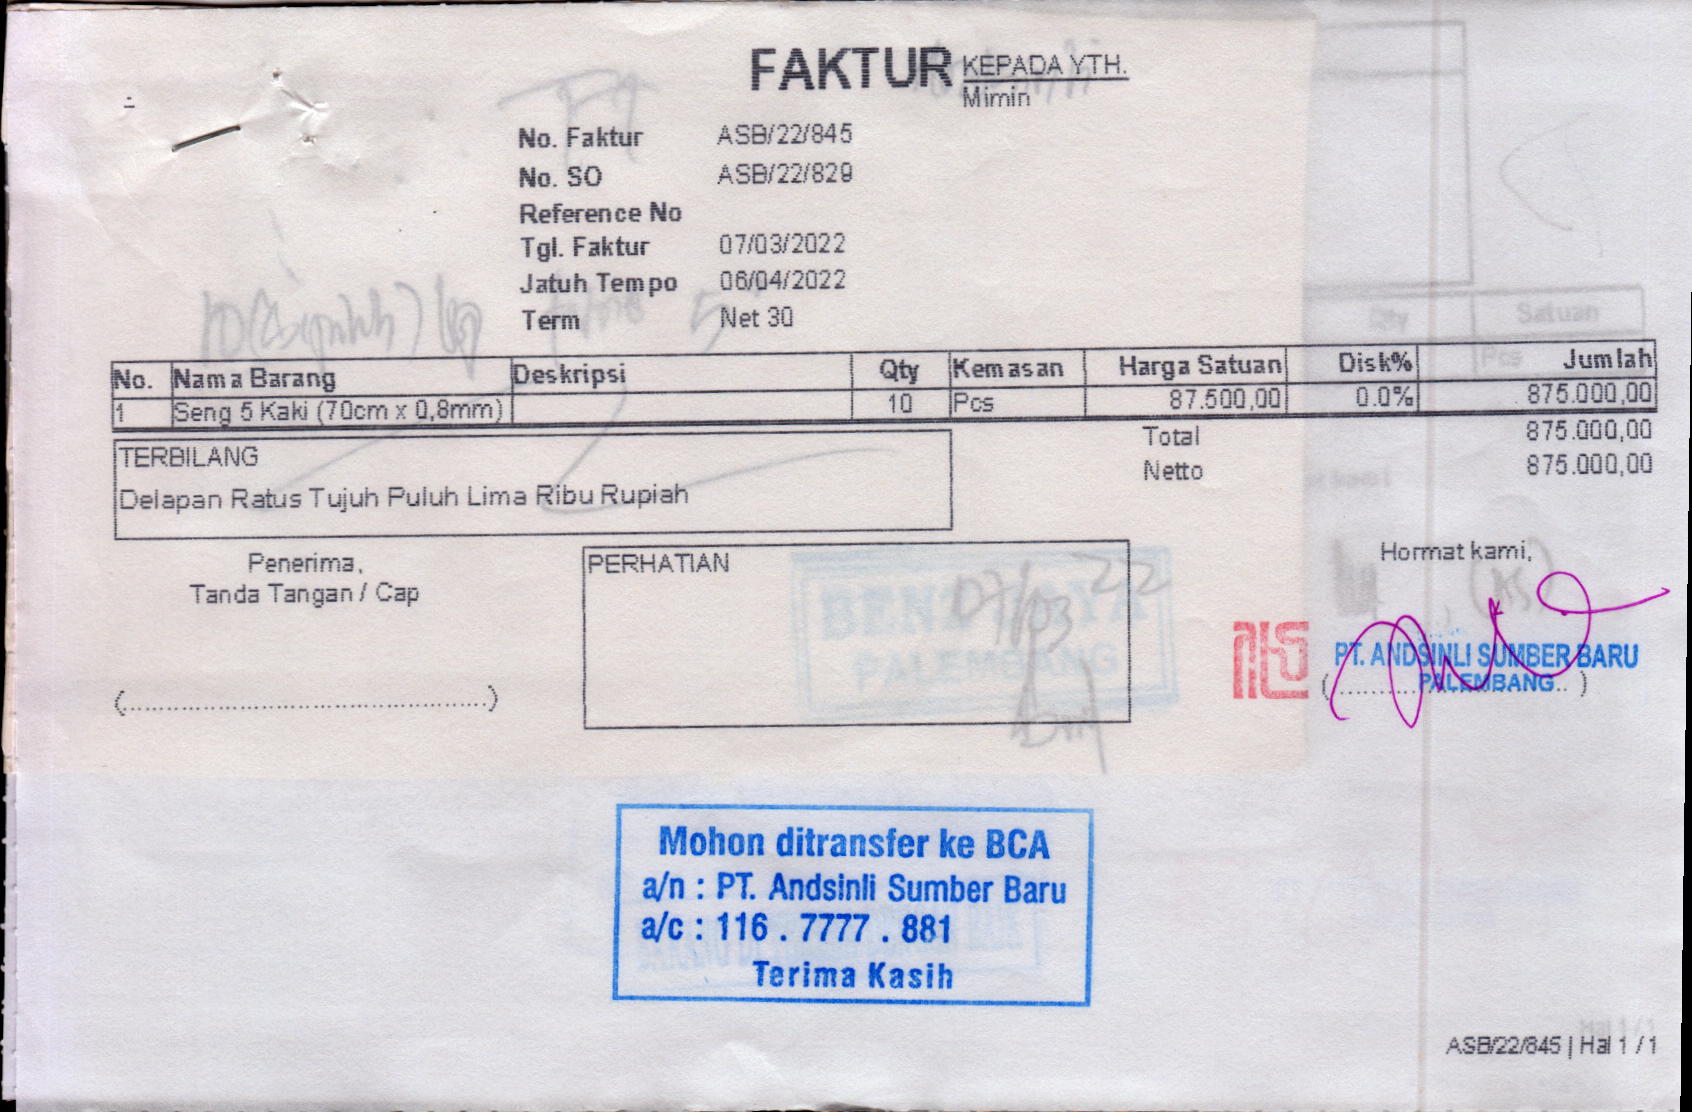 FAKTUR
KEPADA YTH.
Mimin
No. Faktur ASB/22/845
No. SO ASB/22/829
Reference No
Tgl. Faktur 07/03/2022
Jatuh Tempo 06/04/2022
Term Net 30
No. Nama Barang Deskripsi Qty Kemasan Harga Satuan Disk% Jumlah
1 Seng 5 Kaki (70cm x 0,8mm) 10 Pcs 87.500,00 0.0% 875.000,00
Total 875.000,00
Netto 875.000,00
TERBILANG
Delapan Ratus Tujuh Puluh Lima Ribu Rupiah
Penerima,
Tanda Tangan / Cap
(................................................)
PERHATIAN
BENDJAYA
PALEMBANG
07/03 22
Hormat kami,
PT. ANDSINLI SUMBER BARU
PALEMBANG
Qty Satuan
Pcs
Mohon ditransfer ke BCA
a/n : PT. Andsinli Sumber Baru
a/c : 116 . 7777 . 881
Terima Kasih
ASB/22/845 | Hal 1 / 1